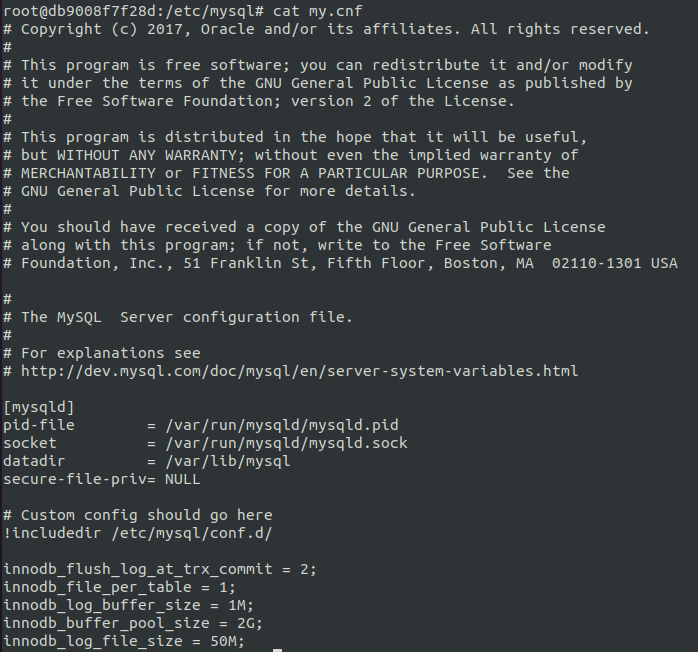 root@db9008f7f28d:/etc/mysql# cat my.cnf
# Copyright (c) 2017, Oracle and/or its affiliates. All rights reserved.
#
# This program is free software; you can redistribute it and/or modify
# it under the terms of the GNU General Public License as published by
# the Free Software Foundation; version 2 of the License.
#
# This program is distributed in the hope that it will be useful,
# but WITHOUT ANY WARRANTY; without even the implied warranty of
# MERCHANTABILITY or FITNESS FOR A PARTICULAR PURPOSE.  See the
# GNU General Public License for more details.
#
# You should have received a copy of the GNU General Public License
# along with this program; if not, write to the Free Software
# Foundation, Inc., 51 Franklin St, Fifth Floor, Boston, MA  02110-1301 USA
#
# The MySQL  Server configuration file.
#
# For explanations see
# http://dev.mysql.com/doc/mysql/en/server-system-variables.html
[mysqld]
pid-file        = /var/run/mysqld/mysqld.pid
socket          = /var/run/mysqld/mysqld.sock
datadir         = /var/lib/mysql
secure-file-priv= NULL
# Custom config should go here
!includedir /etc/mysql/conf.d/
innodb_flush_log_at_trx_commit = 2;
innodb_file_per_table = 1;
innodb_log_buffer_size = 1M;
innodb_buffer_pool_size = 2G;
innodb_log_file_size = 50M;